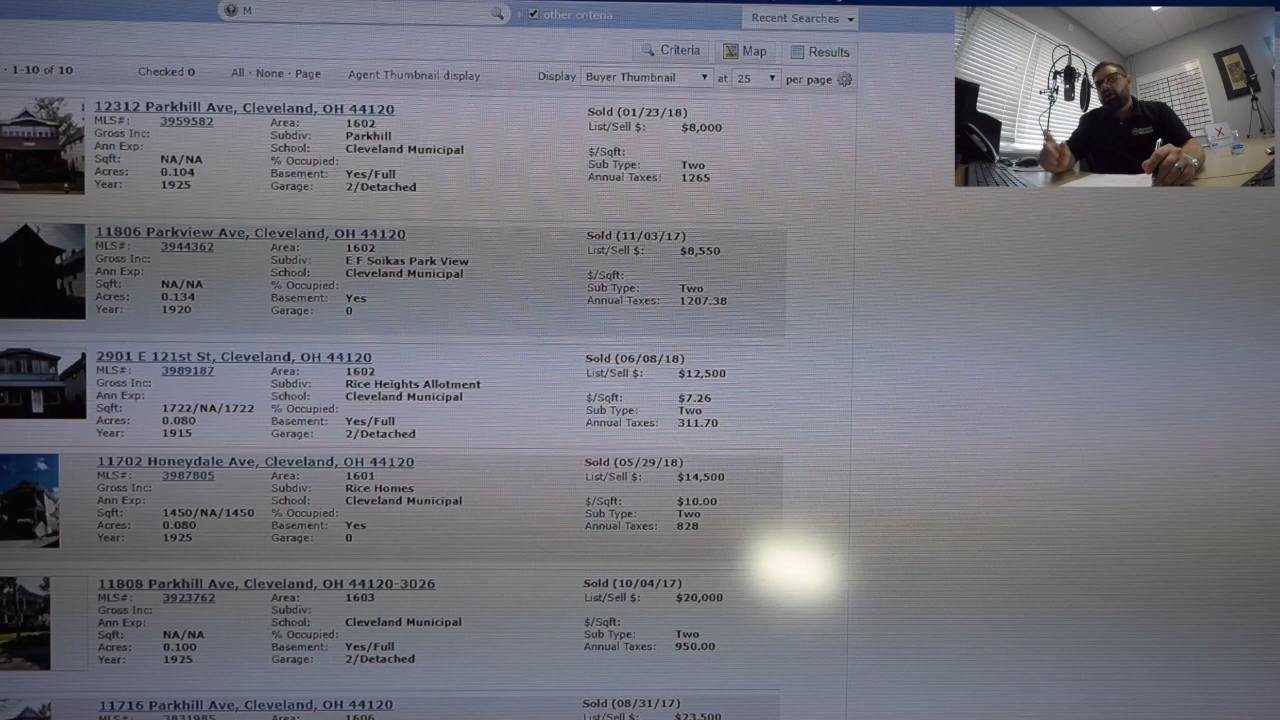 M
+ other criteria
Recent Searches
Criteria Map Results
· 1-10 of 10 Checked 0 All · None · Page Agent Thumbnail display Display Buyer Thumbnail at 25 per page
12312 Parkhill Ave, Cleveland, OH 44120 Sold (01/23/18)
MLS#: 3959582 Area: 1602 List/Sell $: $8,000
Gross Inc: Subdiv: Parkhill
Ann Exp: School: Cleveland Municipal $/Sqft:
Sqft: NA/NA % Occupied: Sub Type: Two
Acres: 0.104 Basement: Yes/Full Annual Taxes: 1265
Year: 1925 Garage: 2/Detached
11806 Parkview Ave, Cleveland, OH 44120 Sold (11/03/17)
MLS#: 3944362 Area: 1602 List/Sell $: $8,550
Gross Inc: Subdiv: E F Soikas Park View
Ann Exp: School: Cleveland Municipal $/Sqft:
Sqft: NA/NA % Occupied: Sub Type: Two
Acres: 0.134 Basement: Yes Annual Taxes: 1207.38
Year: 1920 Garage: 0
2901 E 121st St, Cleveland, OH 44120 Sold (06/08/18)
MLS#: 3989187 Area: 1602 List/Sell $: $12,500
Gross Inc: Subdiv: Rice Heights Allotment
Ann Exp: School: Cleveland Municipal $/Sqft: $7.26
Sqft: 1722/NA/1722 % Occupied: Sub Type: Two
Acres: 0.080 Basement: Yes/Full Annual Taxes: 311.70
Year: 1915 Garage: 2/Detached
11702 Honeydale Ave, Cleveland, OH 44120 Sold (05/29/18)
MLS#: 3987805 Area: 1601 List/Sell $: $14,500
Gross Inc: Subdiv: Rice Homes
Ann Exp: School: Cleveland Municipal $/Sqft: $10.00
Sqft: 1450/NA/1450 % Occupied: Sub Type: Two
Acres: 0.080 Basement: Yes Annual Taxes: 828
Year: 1925 Garage: 0
11808 Parkhill Ave, Cleveland, OH 44120-3026 Sold (10/04/17)
MLS#: 3923762 Area: 1603 List/Sell $: $20,000
Gross Inc: Subdiv:
Ann Exp: School: Cleveland Municipal $/Sqft:
Sqft: NA/NA % Occupied: Sub Type: Two
Acres: 0.100 Basement: Yes/Full Annual Taxes: 950.00
Year: 1925 Garage: 2/Detached
11716 Parkhill Ave, Cleveland, OH 44120 Sold (08/31/17)
MLS#: 3831985 Area: 1606 List/Sell $: $23,500